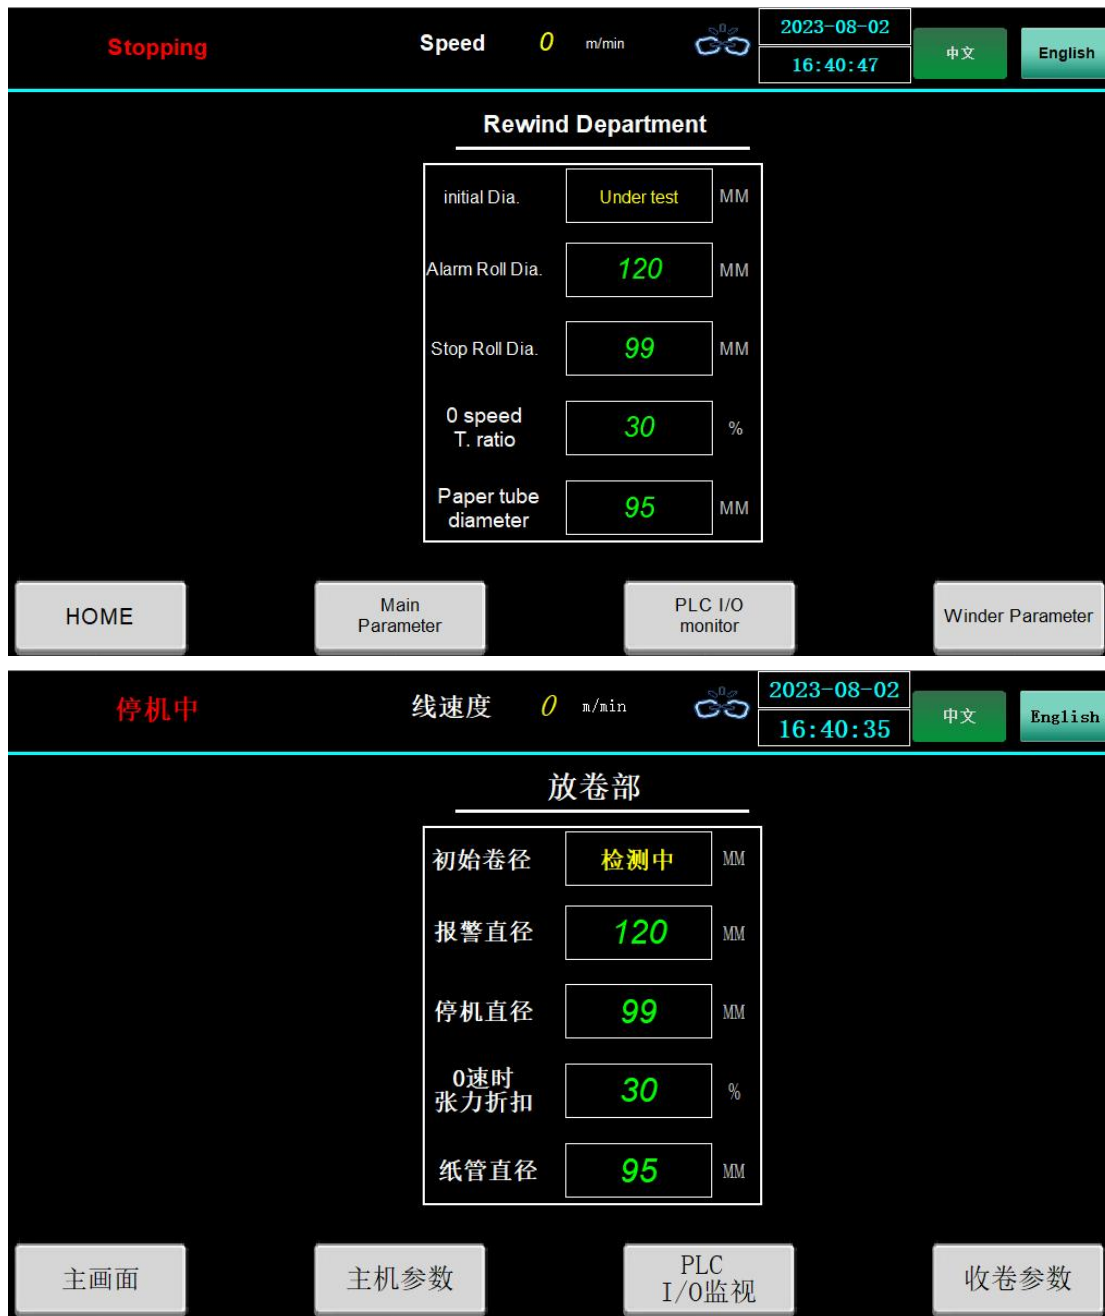 Stopping
Speed 0 m/min
2023-08-02
16:40:47
中文
English
Rewind Department
initial Dia. Under test MM
Alarm Roll Dia. 120 MM
Stop Roll Dia. 99 MM
0 speed
T. ratio
30 %
Paper tube
diameter
95 MM
HOME
Main
Parameter
PLC I/O
monitor
Winder Parameter
停机中
线速度 0 m/min
2023-08-02
16:40:35
中文
English
放卷部
初始卷径 检测中 MM
报警直径 120 MM
停机直径 99 MM
0速时
张力折扣
30 %
纸管直径 95 MM
主画面
主机参数
PLC
I/O监视
收卷参数